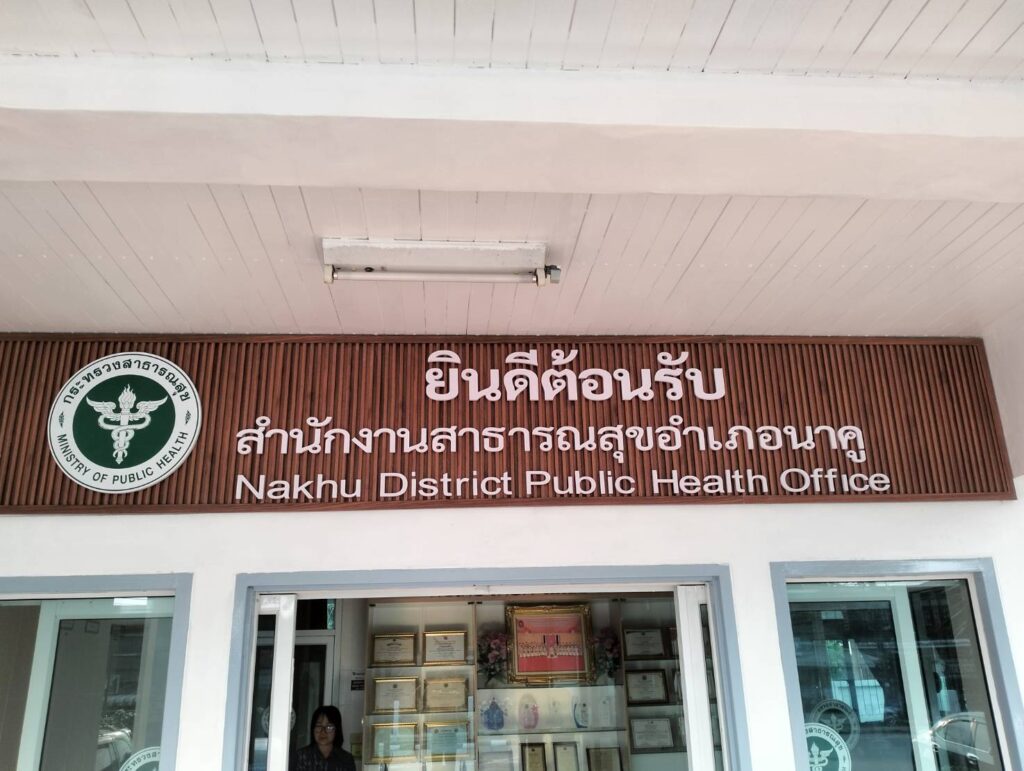 กระทรวงสาธารณสุข
MINISTRY OF PUBLIC HEALTH
ยินดีต้อนรับ
สำนักงานสาธารณสุขอำเภอนาคู
Nakhu District Public Health Office